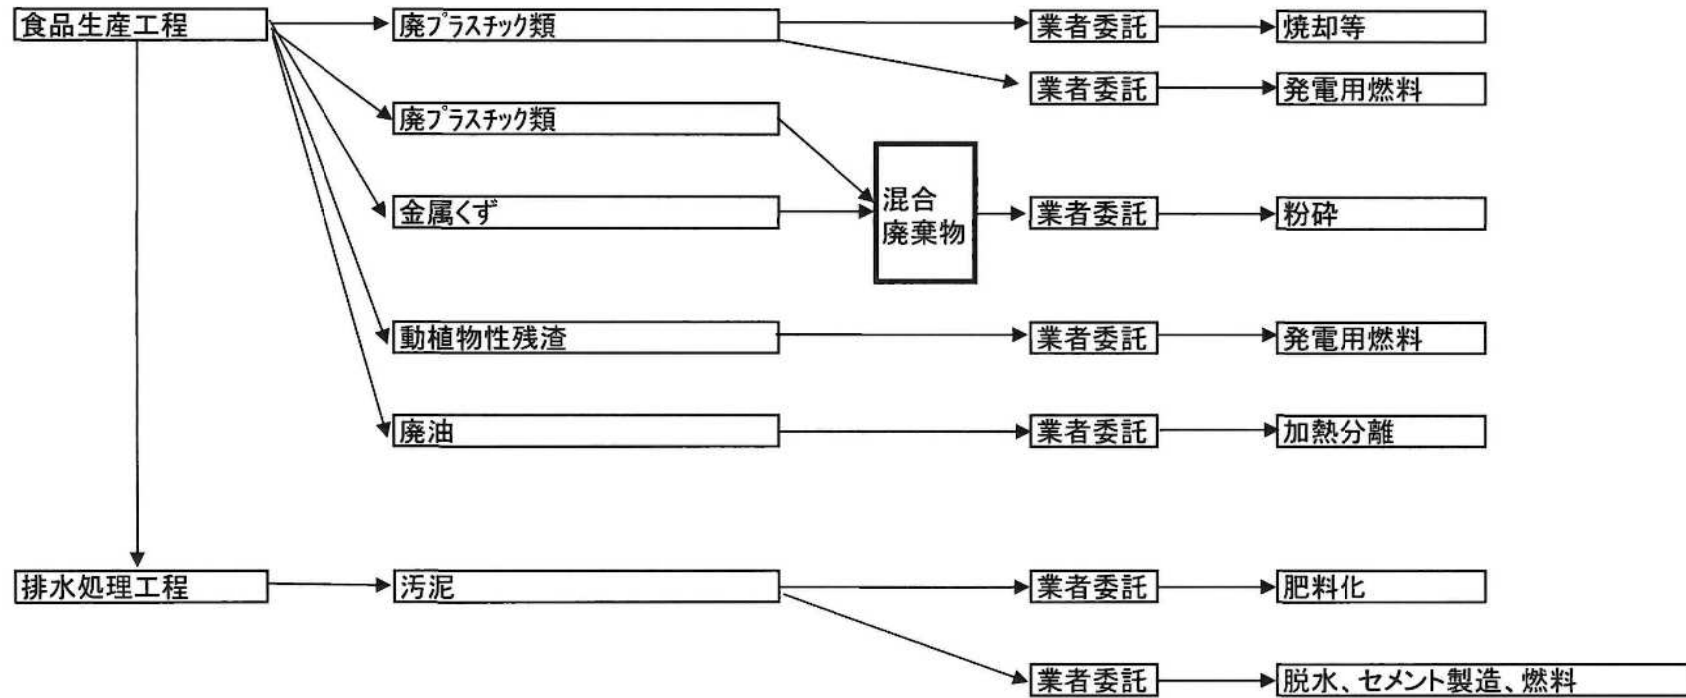 食品生産工程
廃プラスチック類
業者委託
焼却等
業者委託
発電用燃料
廃プラスチック類
金属くず
混合
廃棄物
業者委託
粉砕
動植物性残渣
業者委託
発電用燃料
廃油
業者委託
加熱分離
排水処理工程
汚泥
業者委託
肥料化
業者委託
脱水、セメント製造、燃料